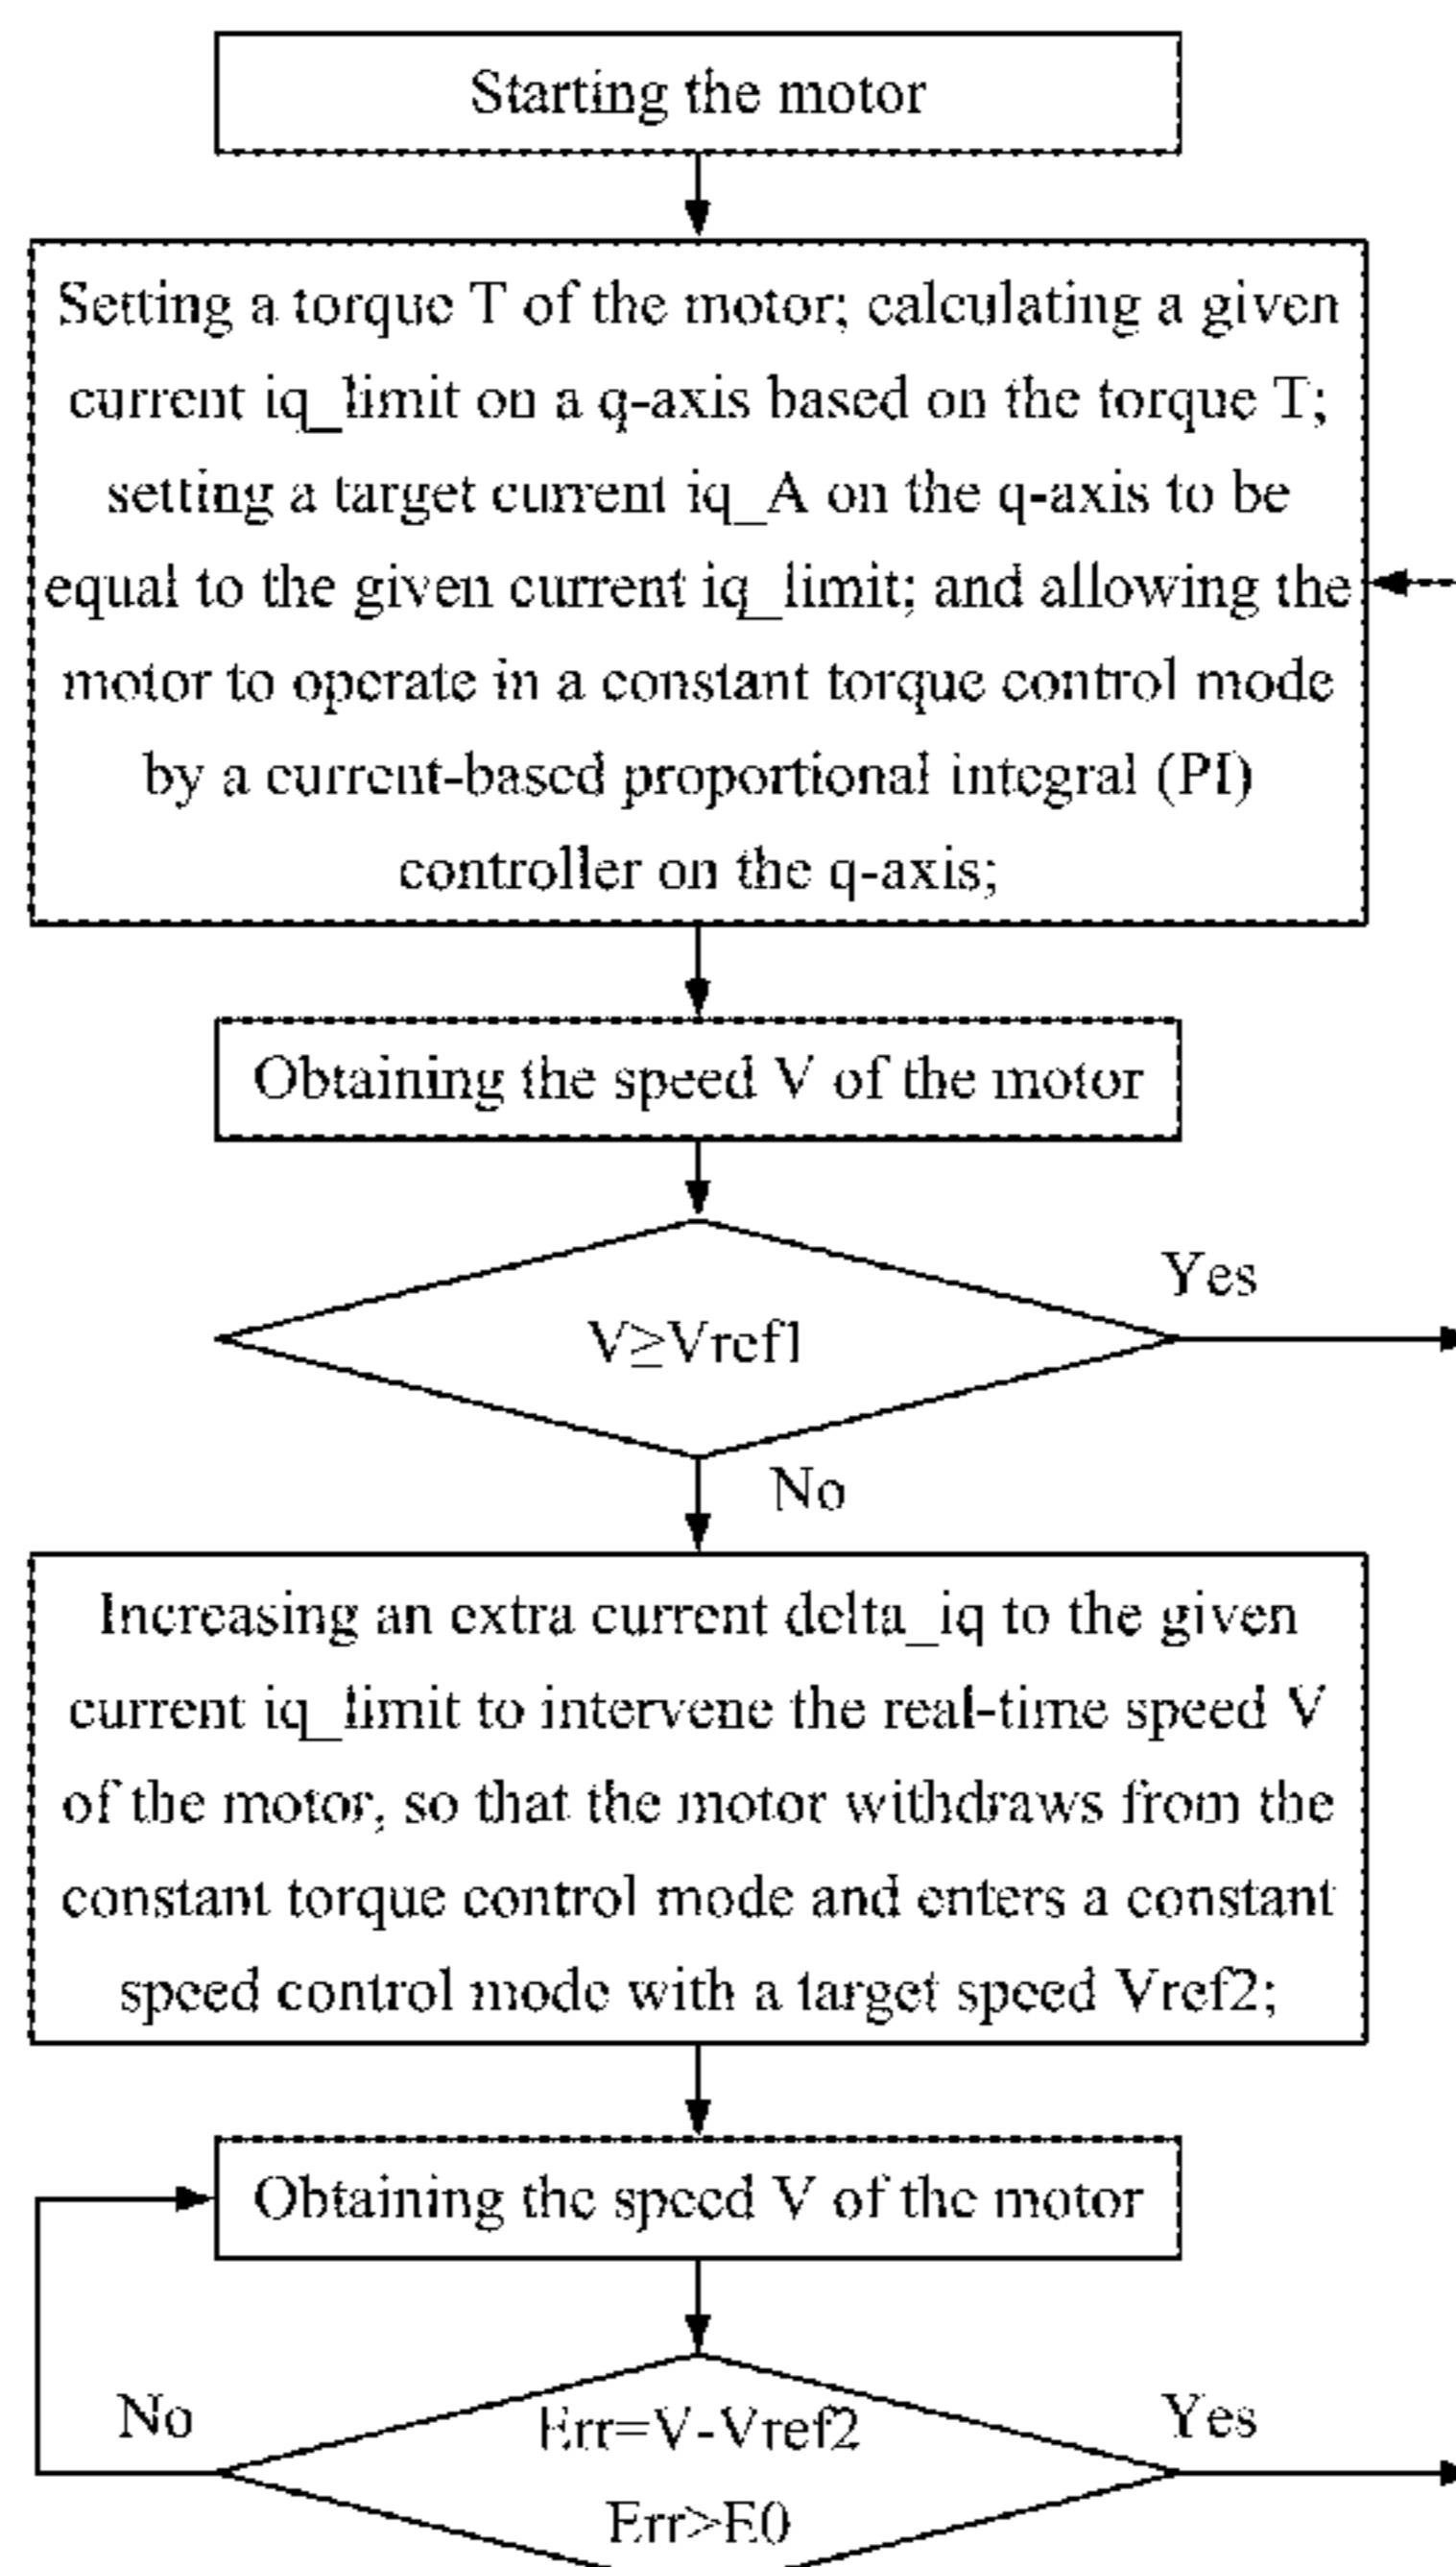 Starting the motor
Setting a torque T of the motor; calculating a given
current iq_limit on a q-axis based on the torque T;
setting a target current iq_A on the q-axis to be
equal to the given current iq_limit; and allowing the
motor to operate in a constant torque control mode
by a current-based proportional integral (PI)
controller on the q-axis;
Obtaining the speed V of the motor
Yes
V≥Vref1
No
Increasing an extra current delta_iq to the given
current iq_limit to intervene the real-time speed V
of the motor, so that the motor withdraws from the
constant torque control mode and enters a constant
speed control mode with a target speed Vref2;
Obtaining the speed V of the motor
No
Err=V-Vref2
Yes
Err>E0